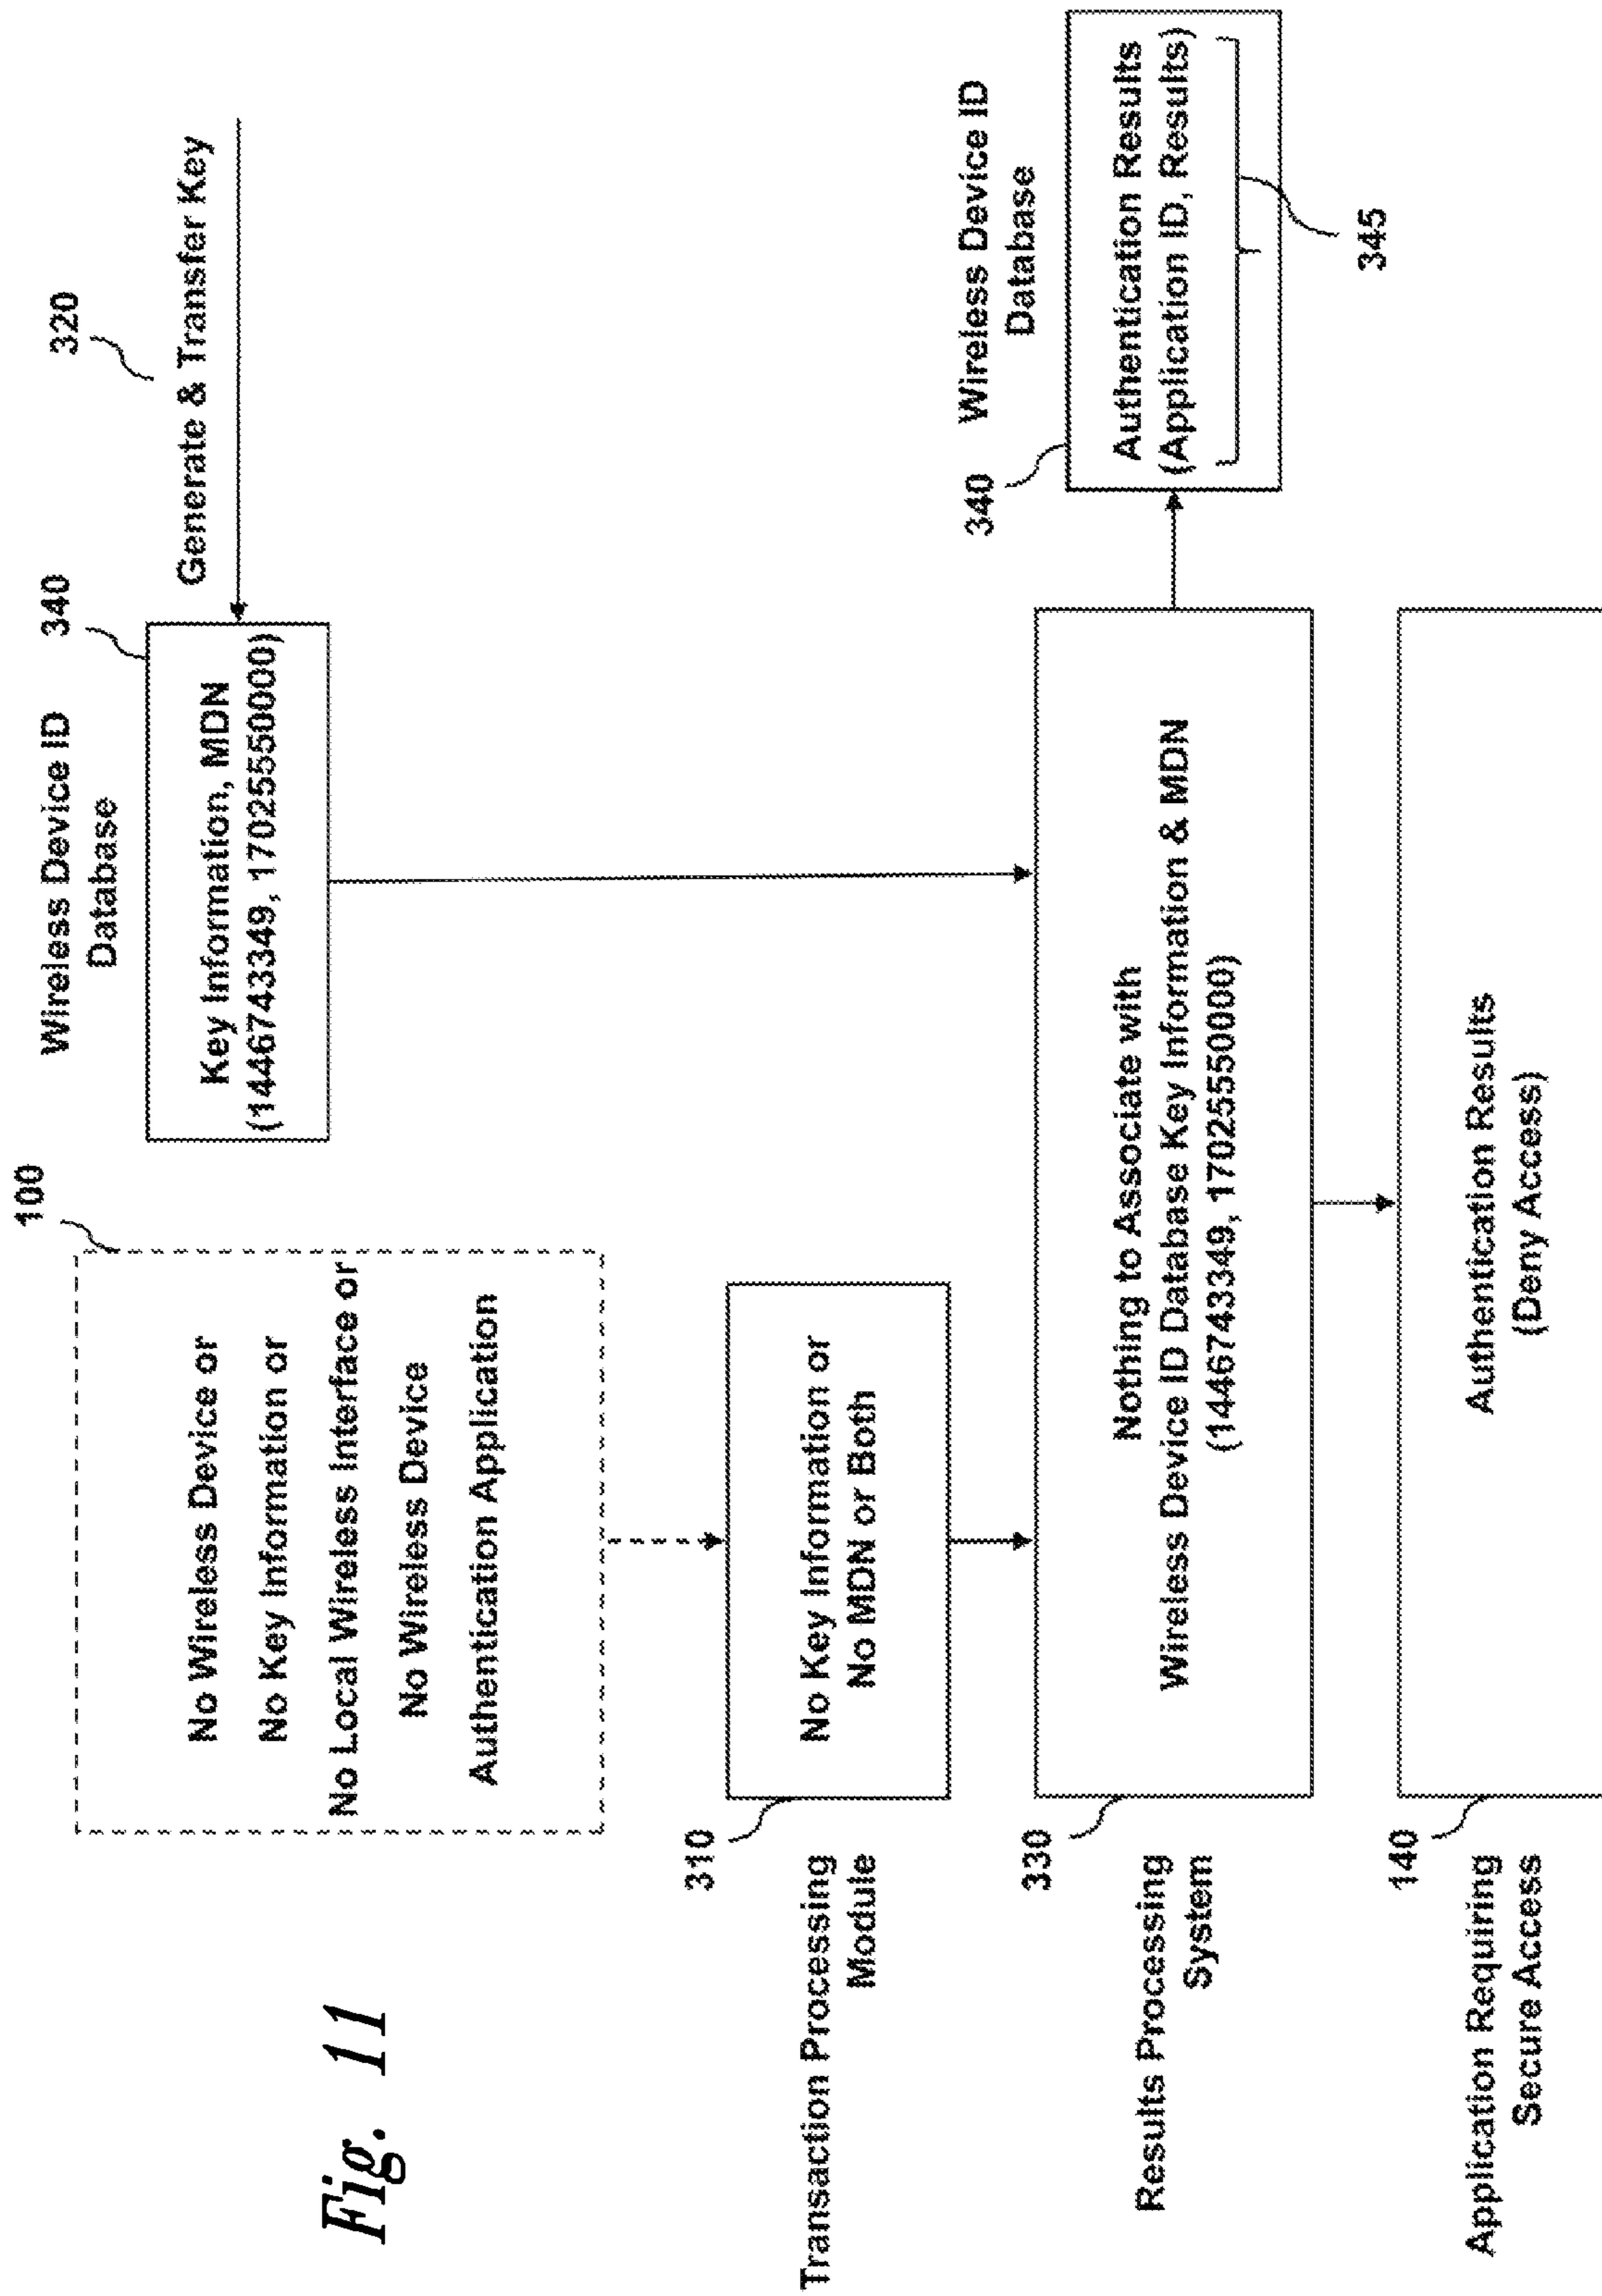 Fig. 11
100
No Wireless Device or
No Key Information or
No Local Wireless Interface or
No Wireless Device
Authentication Application
Wireless Device ID
Database
340
Key Information, MDN
(1446743349, 17025550000)
320
Generate & Transfer Key
Transaction Processing
Module
310
No Key Information or
No MDN or Both
Results Processing
System
330
Nothing to Associate with
Wireless Device ID Database Key Information & MDN
(1446743349, 17025550000)
340
Wireless Device ID
Database
Authentication Results
(Application ID, Results)
345
Application Requiring
Secure Access
140
Authentication Results
(Deny Access)